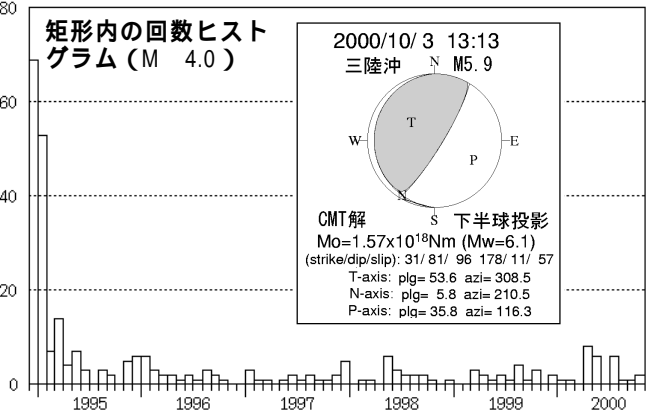 80
矩形内の回数ヒスト
グラム（M 4.0）
60
40
20
0
2000/10/ 3 13:13
三陸沖 M5.9
N
T
W
E
P
N
S
CMT解 下半球投影
Mo=1.57x10¹⁸Nm (Mw=6.1)
(strike/dip/slip): 31/ 81/ 96 178/ 11/ 57
T-axis: plg= 53.6 azi= 308.5
N-axis: plg= 5.8 azi= 210.5
P-axis: plg= 35.8 azi= 116.3
1995 1996 1997 1998 1999 2000